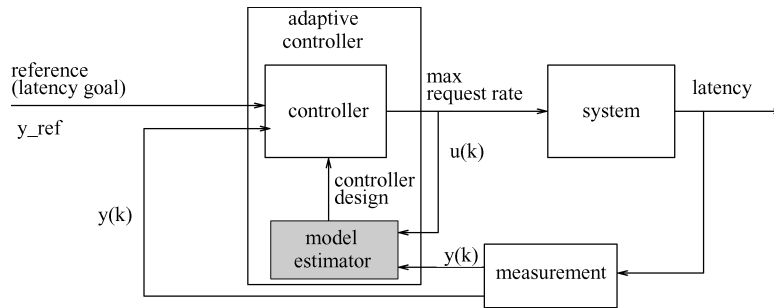 adaptive
controller
reference
(latency goal)
y_ref
controller
max
request rate
u(k)
system
latency
controller
design
y(k)
model
estimator
y(k)
measurement